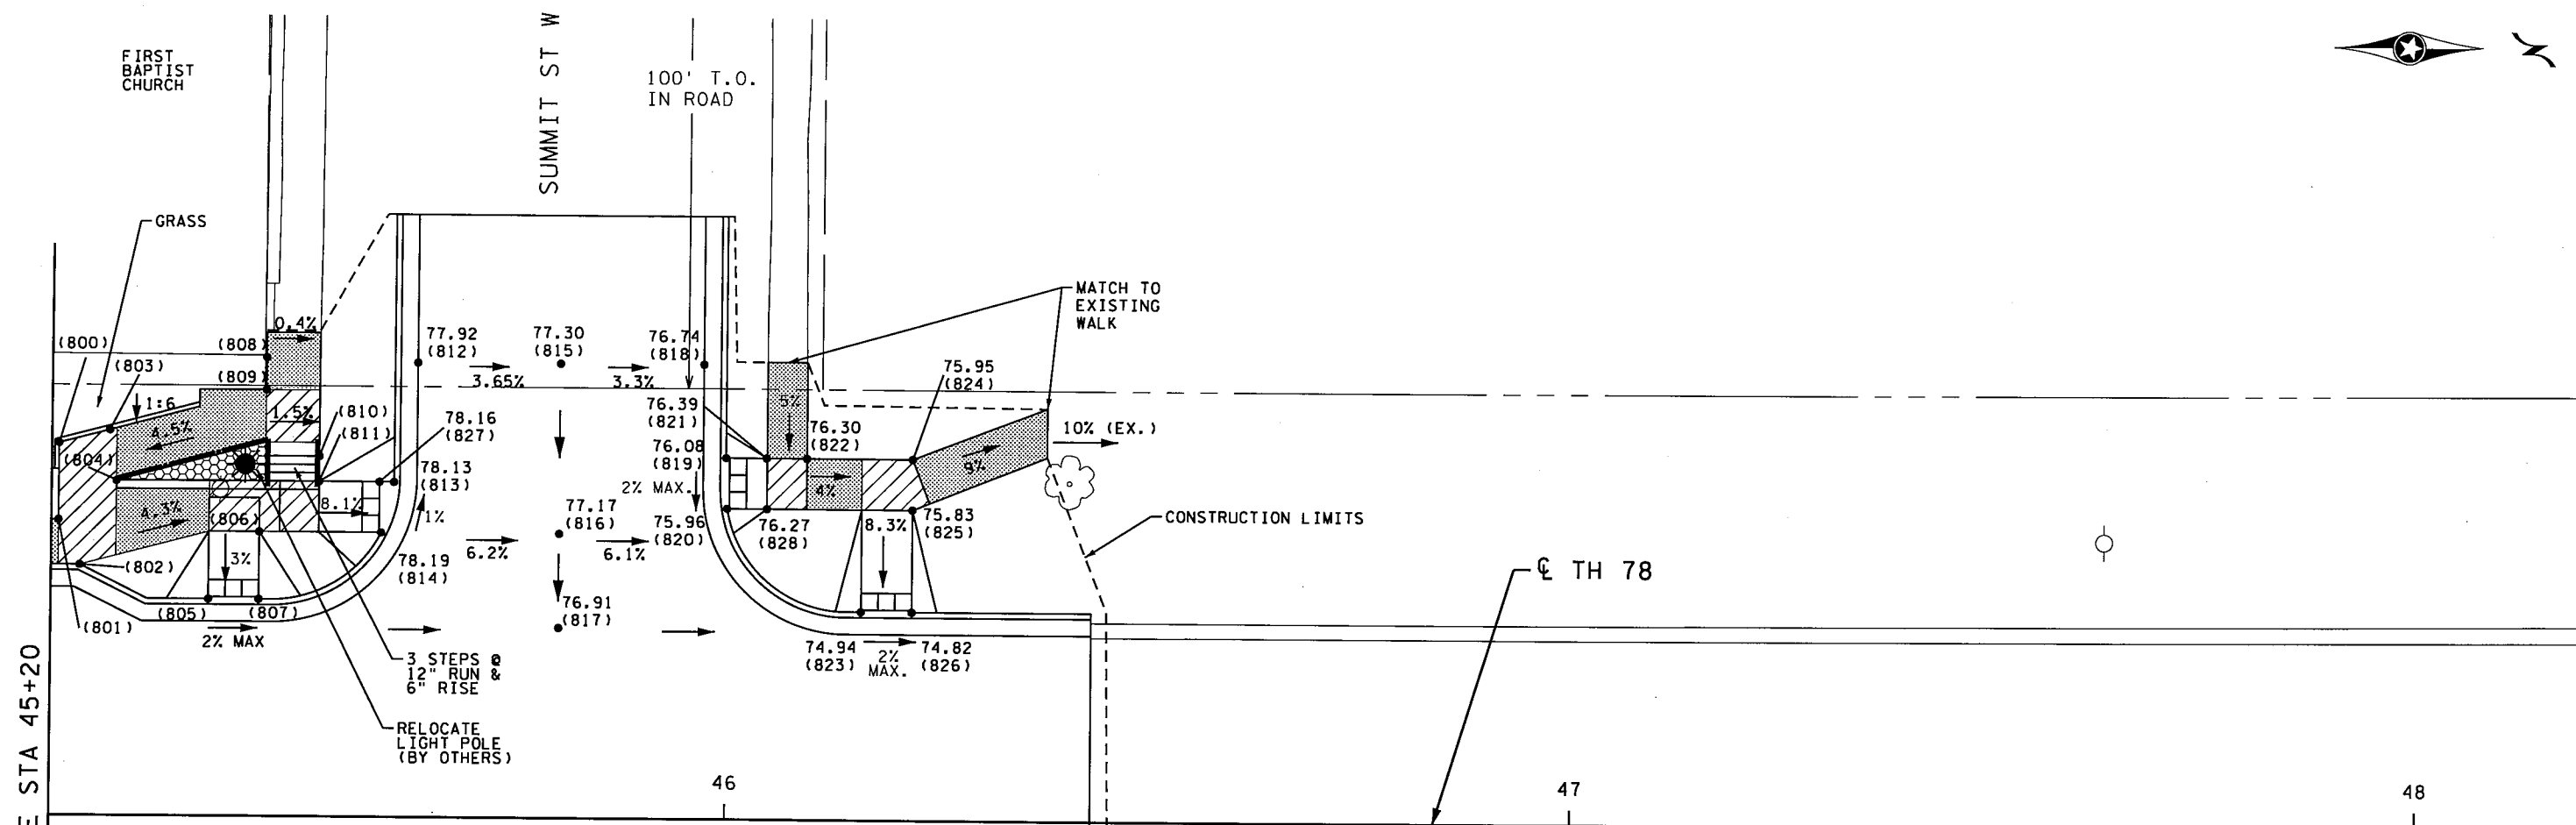 FIRST
BAPTIST
CHURCH
SUMMIT ST W
100' T.O.
IN ROAD
GRASS
MATCH TO
EXISTING
WALK
(800)
(803)
(808)
0.4%
(809)
1:6
4.5%
1.5%
(810)
(811)
(804)
77.92
(812)
77.30
(815)
76.74
(818)
3.65%
3.3%
78.16
(827)
76.39
(821)
5%
76.30
(822)
75.95
(824)
10% (EX.)
9%
4%
76.08
(819)
2% MAX.
78.13
(813)
4.3%
(806)
8.1%
1%
77.17
(816)
75.96
(820)
76.27
(828)
8.3%
75.83
(825)
CONSTRUCTION LIMITS
6.2%
6.1%
3%
(802)
78.19
(814)
(801)
(805)
(807)
2% MAX
76.91
(817)
74.94
(823)
2%
MAX.
74.82
(826)
℄ TH 78
3 STEPS @
12" RUN &
6" RISE
RELOCATE
LIGHT POLE
(BY OTHERS)
E STA 45+20
46
47
48
Z